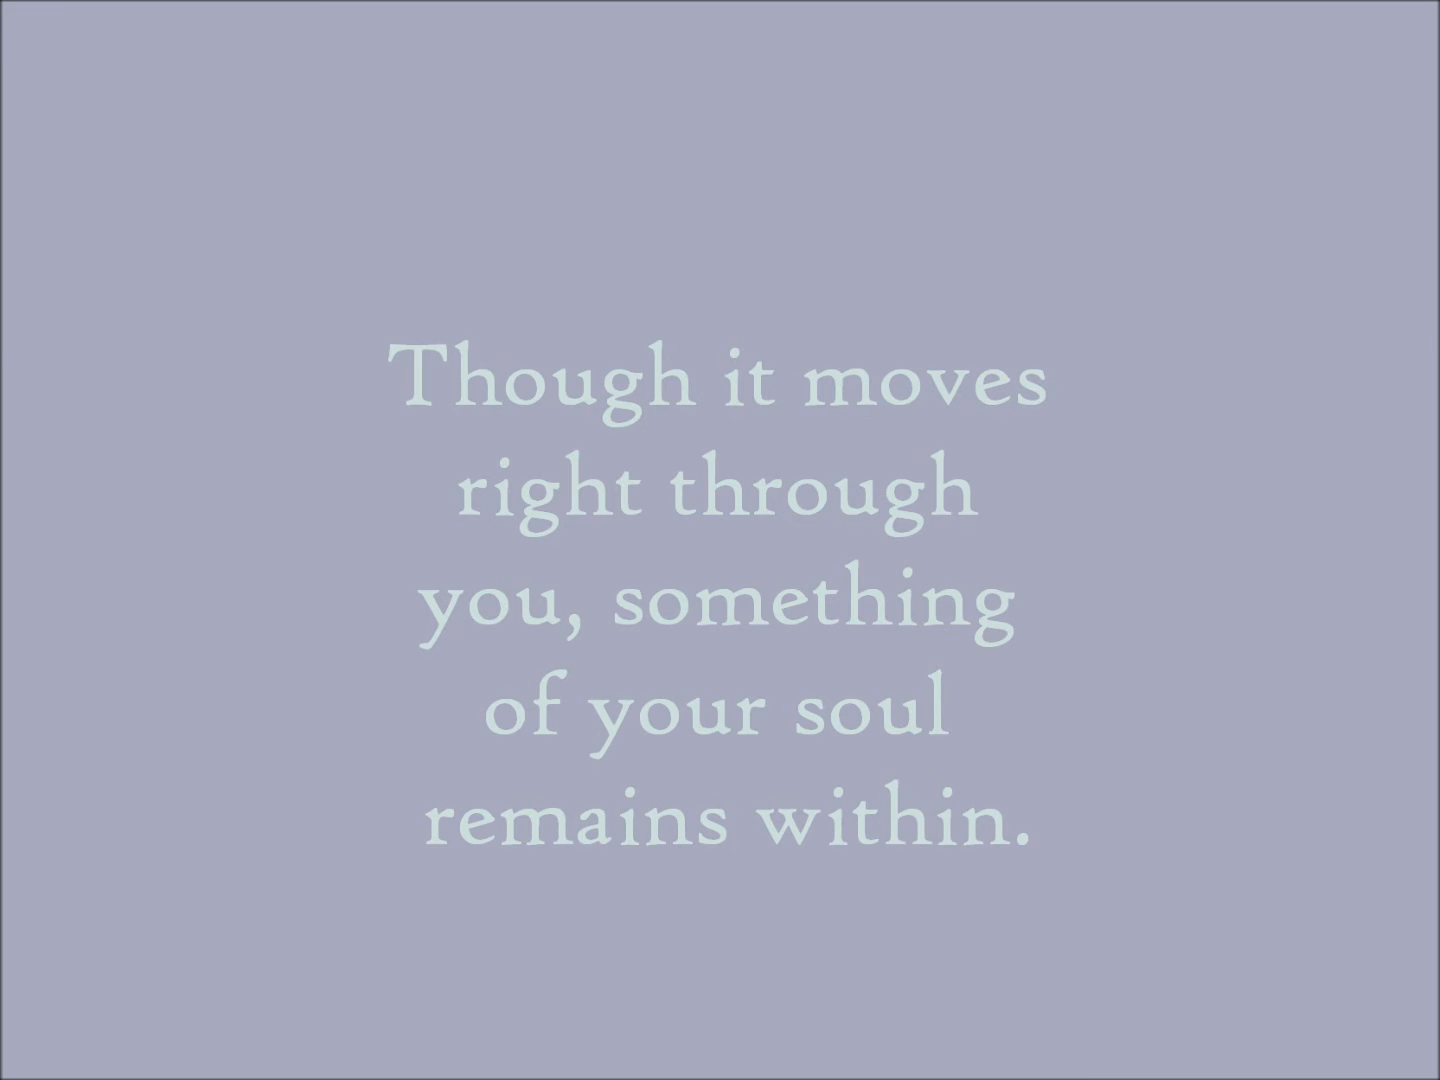 Though it moves
right through
you, something
of your soul
remains within.